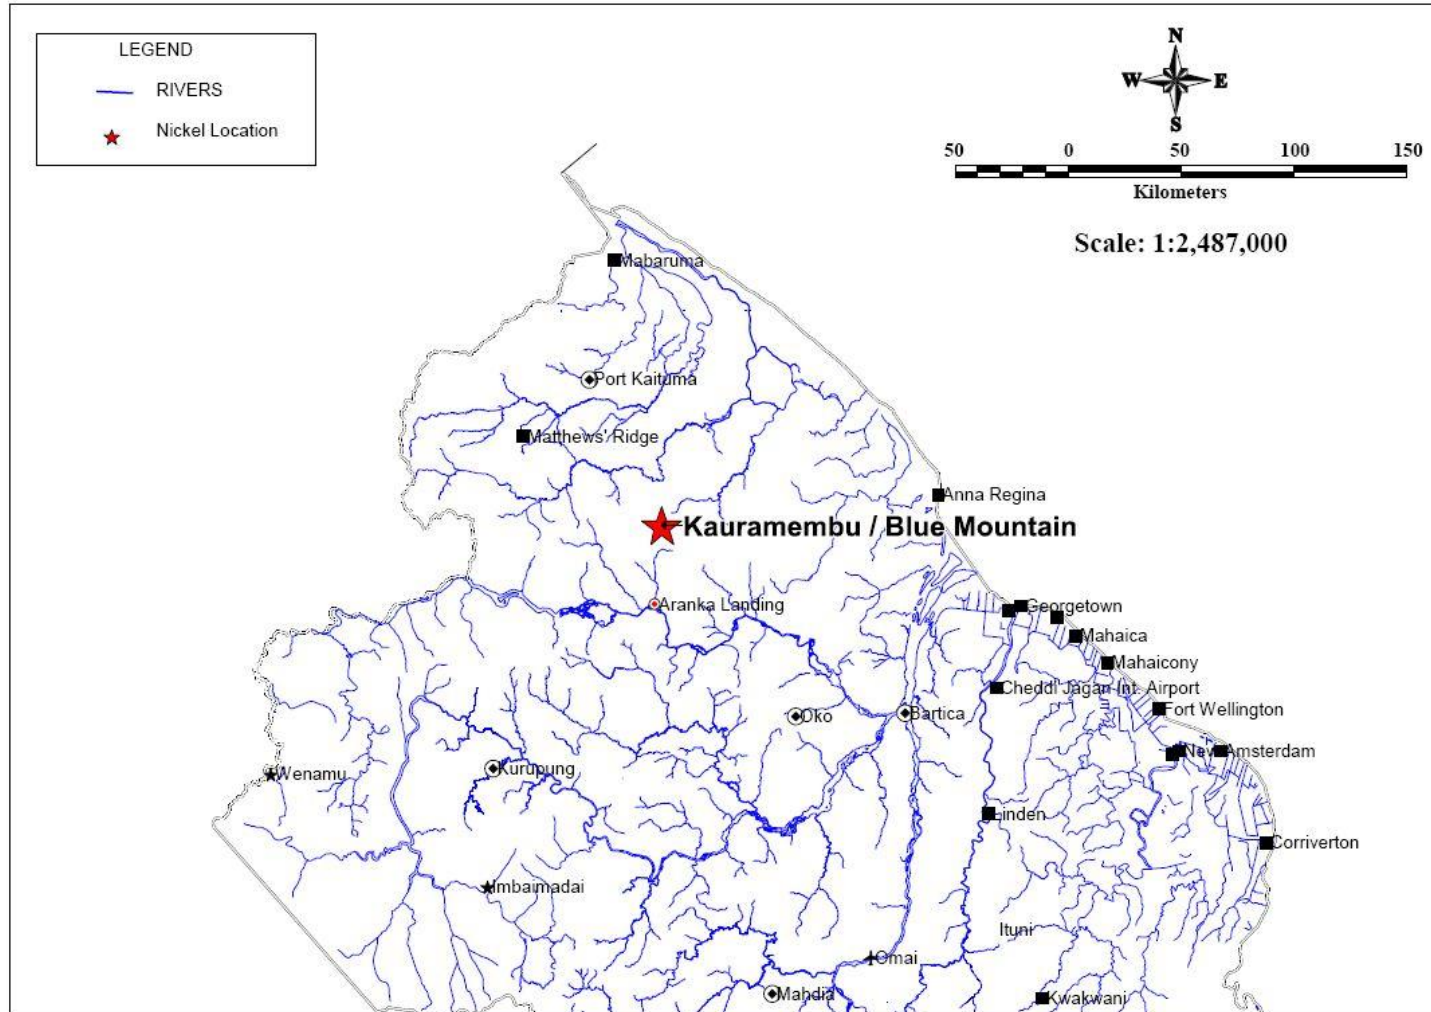 LEGEND
RIVERS
Nickel Location
N
W E
S
50 0 50 100 150
Kilometers
Scale: 1:2,487,000
Mabaruma
Port Kaituma
Matthews' Ridge
Anna Regina
Kauramembu / Blue Mountain
Aranka Landing
Georgetown
Mahaica
Mahaicony
Cheddi Jagan Int. Airport
Fort Wellington
Oko
Bartica
New Amsterdam
Wenamu
Kurupung
Linden
Corriverton
Imbaimadai
Ituni
Omai
Mahdia
Kwakwani